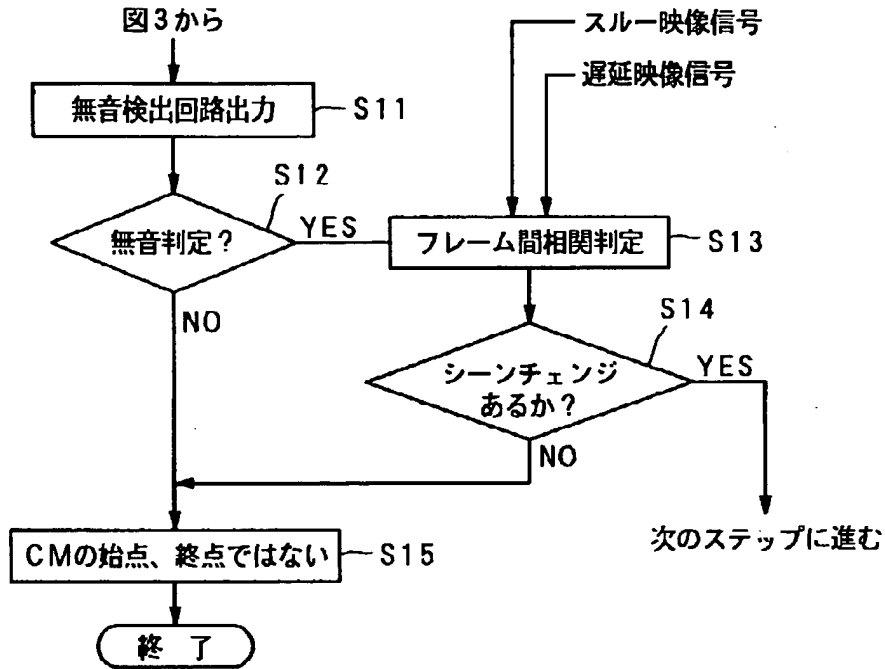 図3から
スルー映像信号
遅延映像信号
無音検出回路出力
S11
S12
無音判定？
YES
フレーム間相関判定
S13
NO
S14
シーンチェンジ
あるか？
YES
NO
次のステップに進む
CMの始点、終点ではない
S15
終 了